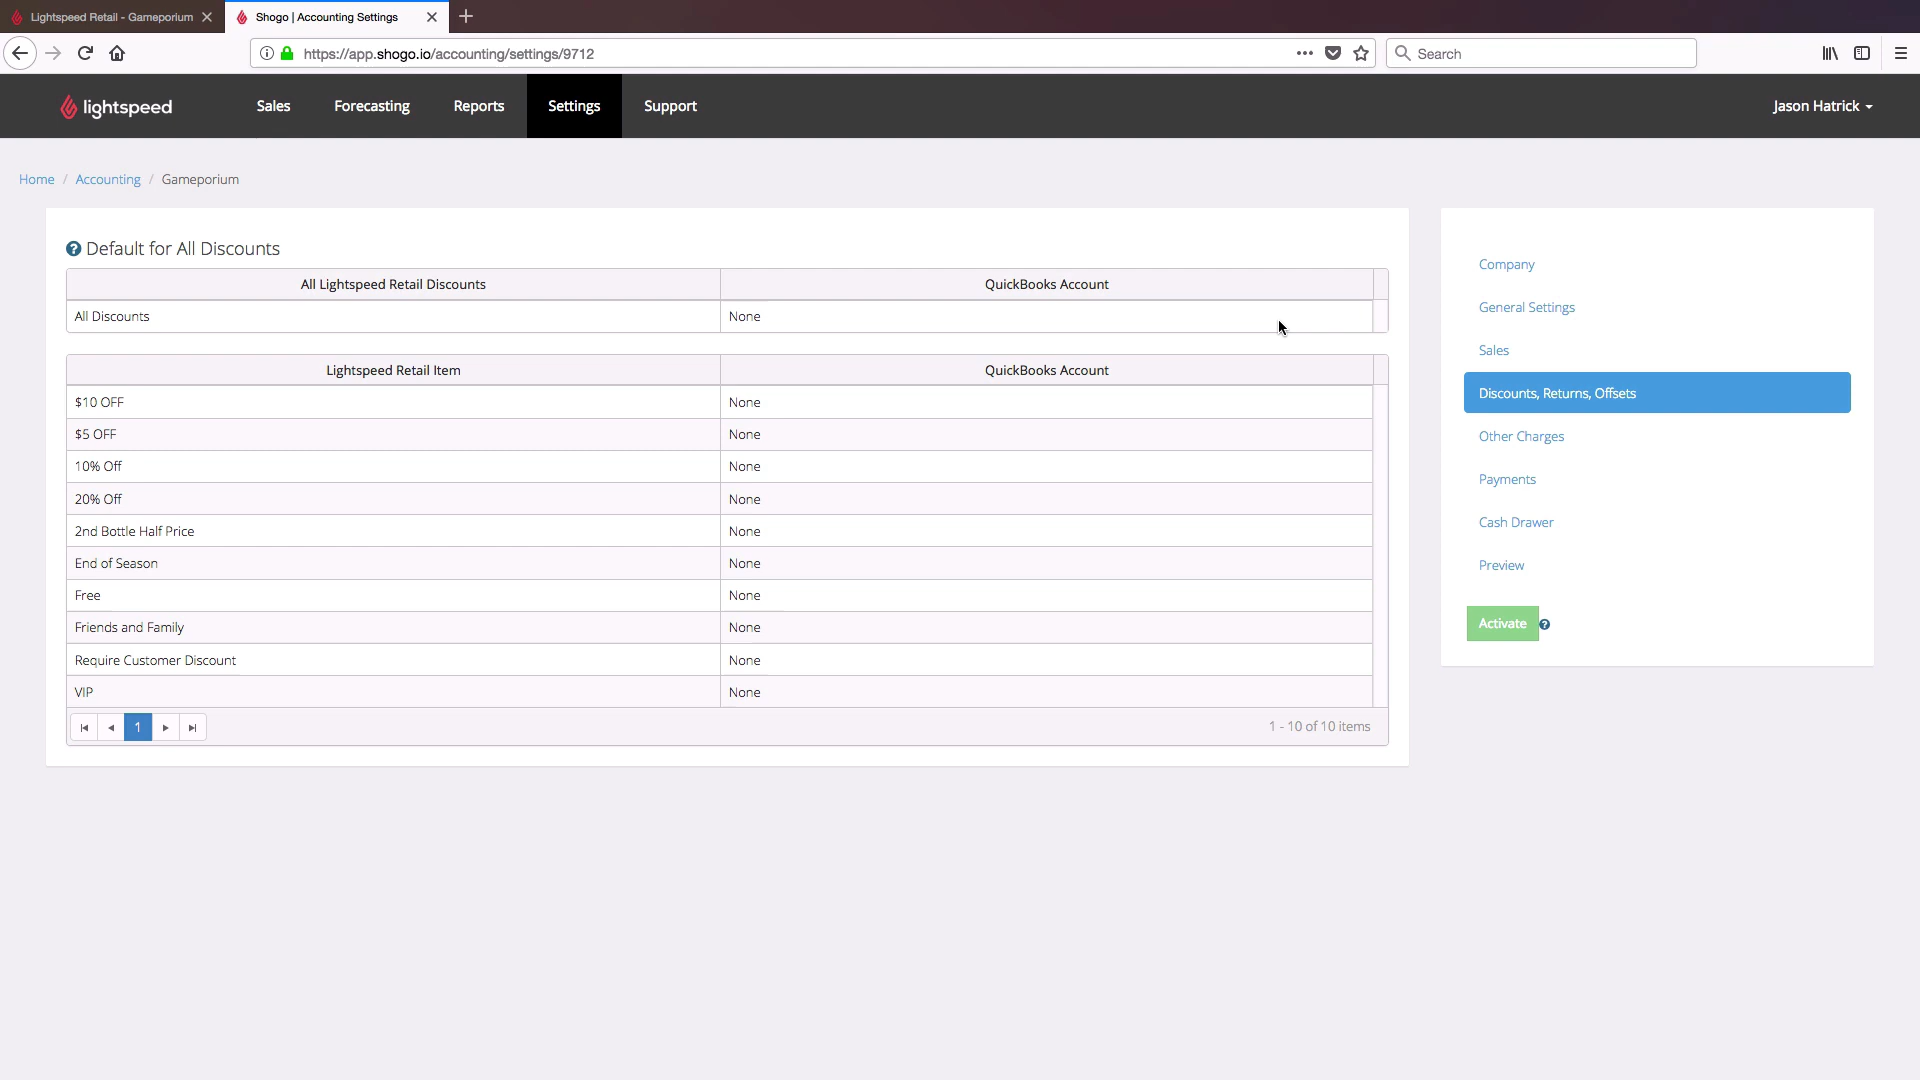 Lightspeed Retail - Gameporium
Shogo | Accounting Settings
https://app.shogo.io/accounting/settings/9712
Search
lightspeed
Sales
Forecasting
Reports
Settings
Support
Jason Hatrick
Home / Accounting / Gameporium
Default for All Discounts
All Lightspeed Retail Discounts
QuickBooks Account
All Discounts
None
Lightspeed Retail Item
QuickBooks Account
$10 OFF
None
$5 OFF
None
10% Off
None
20% Off
None
2nd Bottle Half Price
None
End of Season
None
Free
None
Friends and Family
None
Require Customer Discount
None
VIP
None
1
1 - 10 of 10 items
Company
General Settings
Sales
Discounts, Returns, Offsets
Other Charges
Payments
Cash Drawer
Preview
Activate